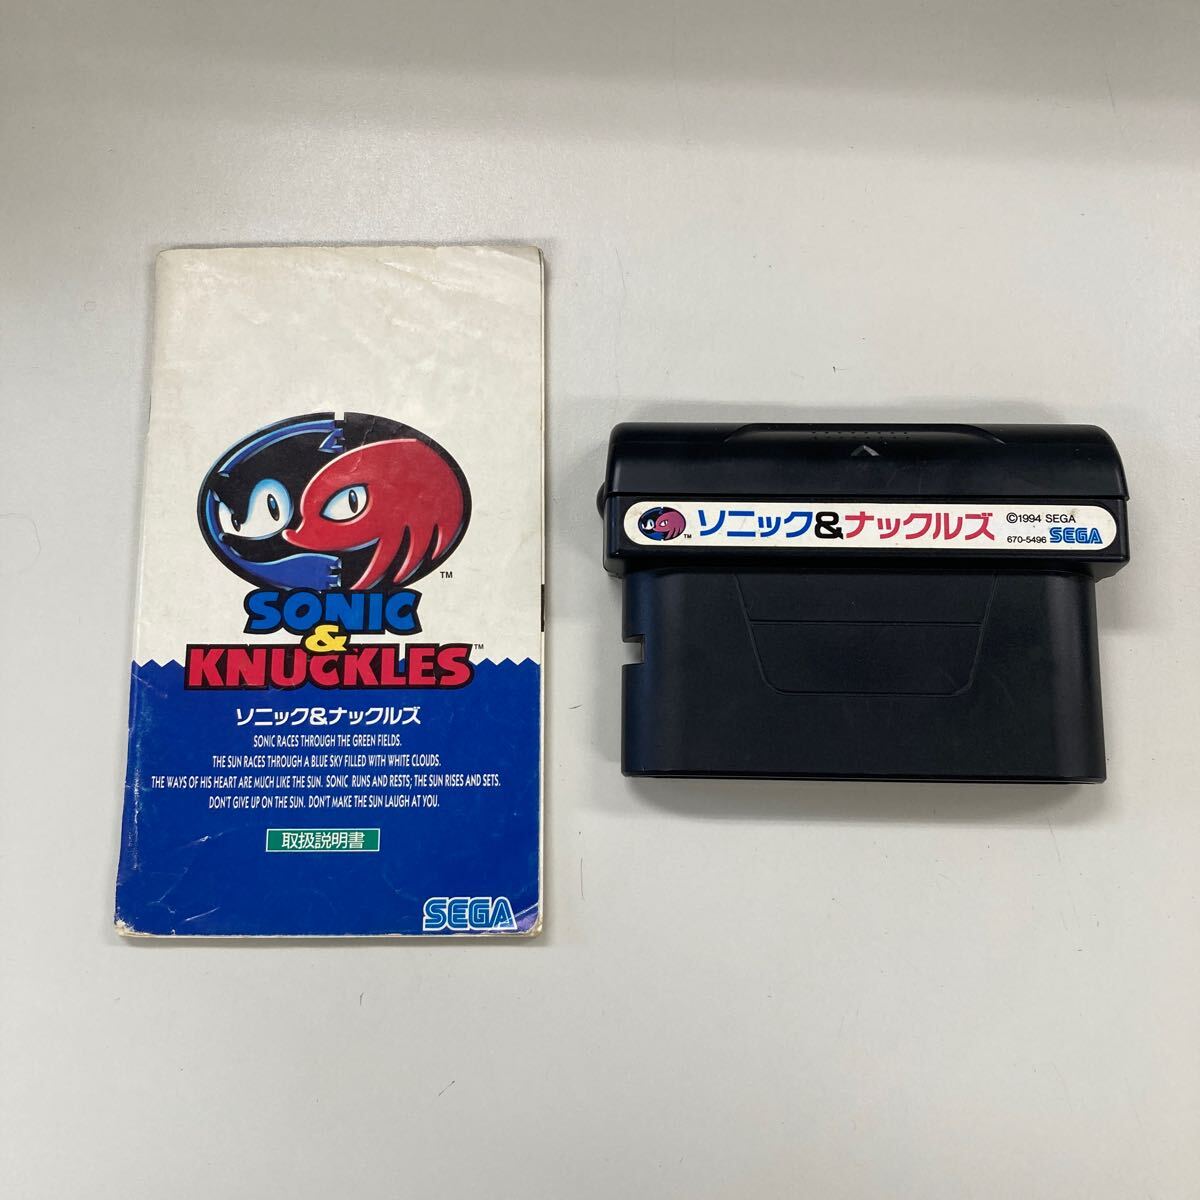 TM
SONIC
&
KNUCKLES™
ソニック&ナックルズ
SONIC RACES THROUGH THE GREEN FIELDS.
THE SUN RACES THROUGH A BLUE SKY FILLED WITH WHITE CLOUDS.
THE WAYS OF HIS HEART ARE MUCH LIKE THE SUN. SONIC RUNS AND RESTS; THE SUN RISES AND SETS.
DON'T GIVE UP ON THE SUN. DON'T MAKE THE SUN LAUGH AT YOU.
取扱説明書
SEGA
TM
ソニック&ナックルズ
©1994 SEGA
670-5496 SEGA